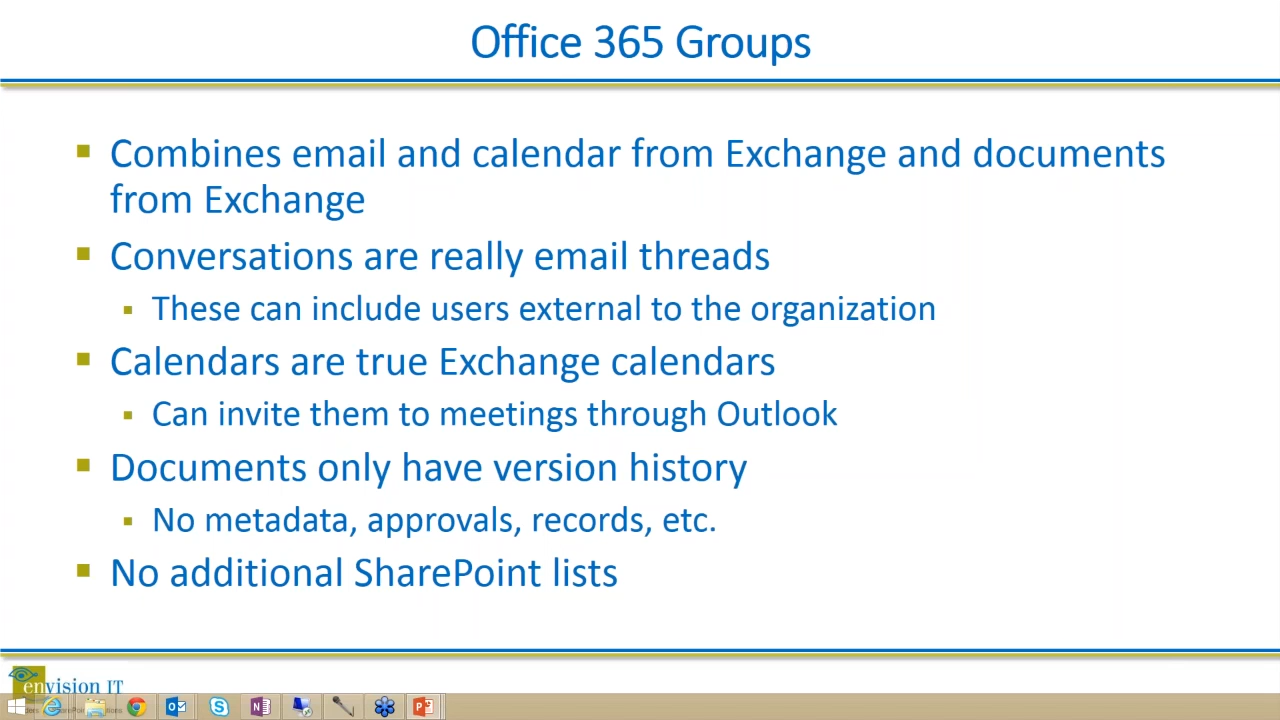 Office 365 Groups
Combines email and calendar from Exchange and documents
from Exchange
Conversations are really email threads
These can include users external to the organization
Calendars are true Exchange calendars
Can invite them to meetings through Outlook
Documents only have version history
No metadata, approvals, records, etc.
No additional SharePoint lists
envision IT